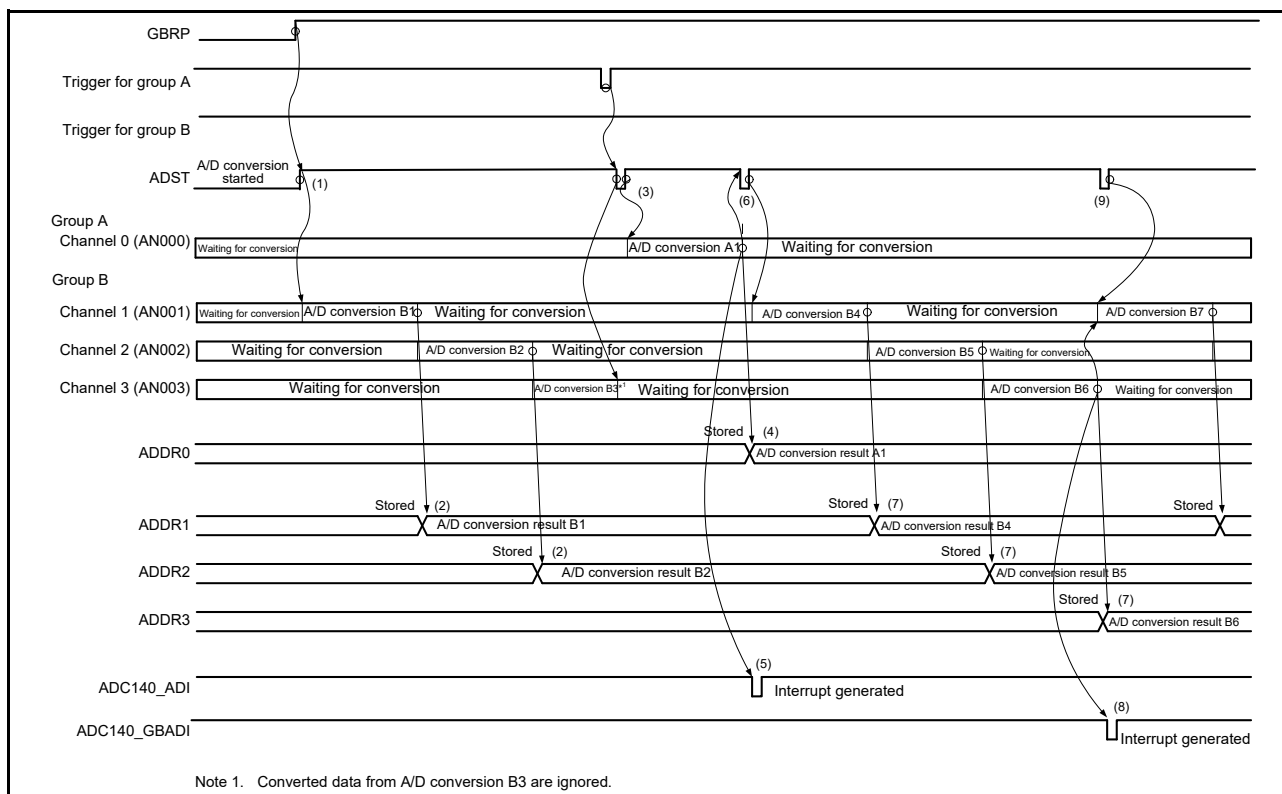 GBRP
Trigger for group A
Trigger for group B
A/D conversion started
ADST
(1)
(3)
(6)
(9)
Group A
Channel 0 (AN000)
Waiting for conversion
A/D conversion A1
Waiting for conversion
Group B
Channel 1 (AN001)
Waiting for conversion
A/D conversion B1
Waiting for conversion
A/D conversion B4
Waiting for conversion
A/D conversion B7
Channel 2 (AN002)
Waiting for conversion
A/D conversion B2
Waiting for conversion
A/D conversion B5
Waiting for conversion
Channel 3 (AN003)
Waiting for conversion
A/D conversion B3*1
Waiting for conversion
A/D conversion B6
Waiting for conversion
Stored (4)
ADDR0
A/D conversion result A1
Stored (2)
Stored (7)
Stored
ADDR1
A/D conversion result B1
A/D conversion result B4
Stored (2)
Stored (7)
ADDR2
A/D conversion result B2
A/D conversion result B5
Stored (7)
ADDR3
A/D conversion result B6
(5)
ADC140_ADI
Interrupt generated
(8)
ADC140_GBADI
Interrupt generated
Note 1. Converted data from A/D conversion B3 are ignored.